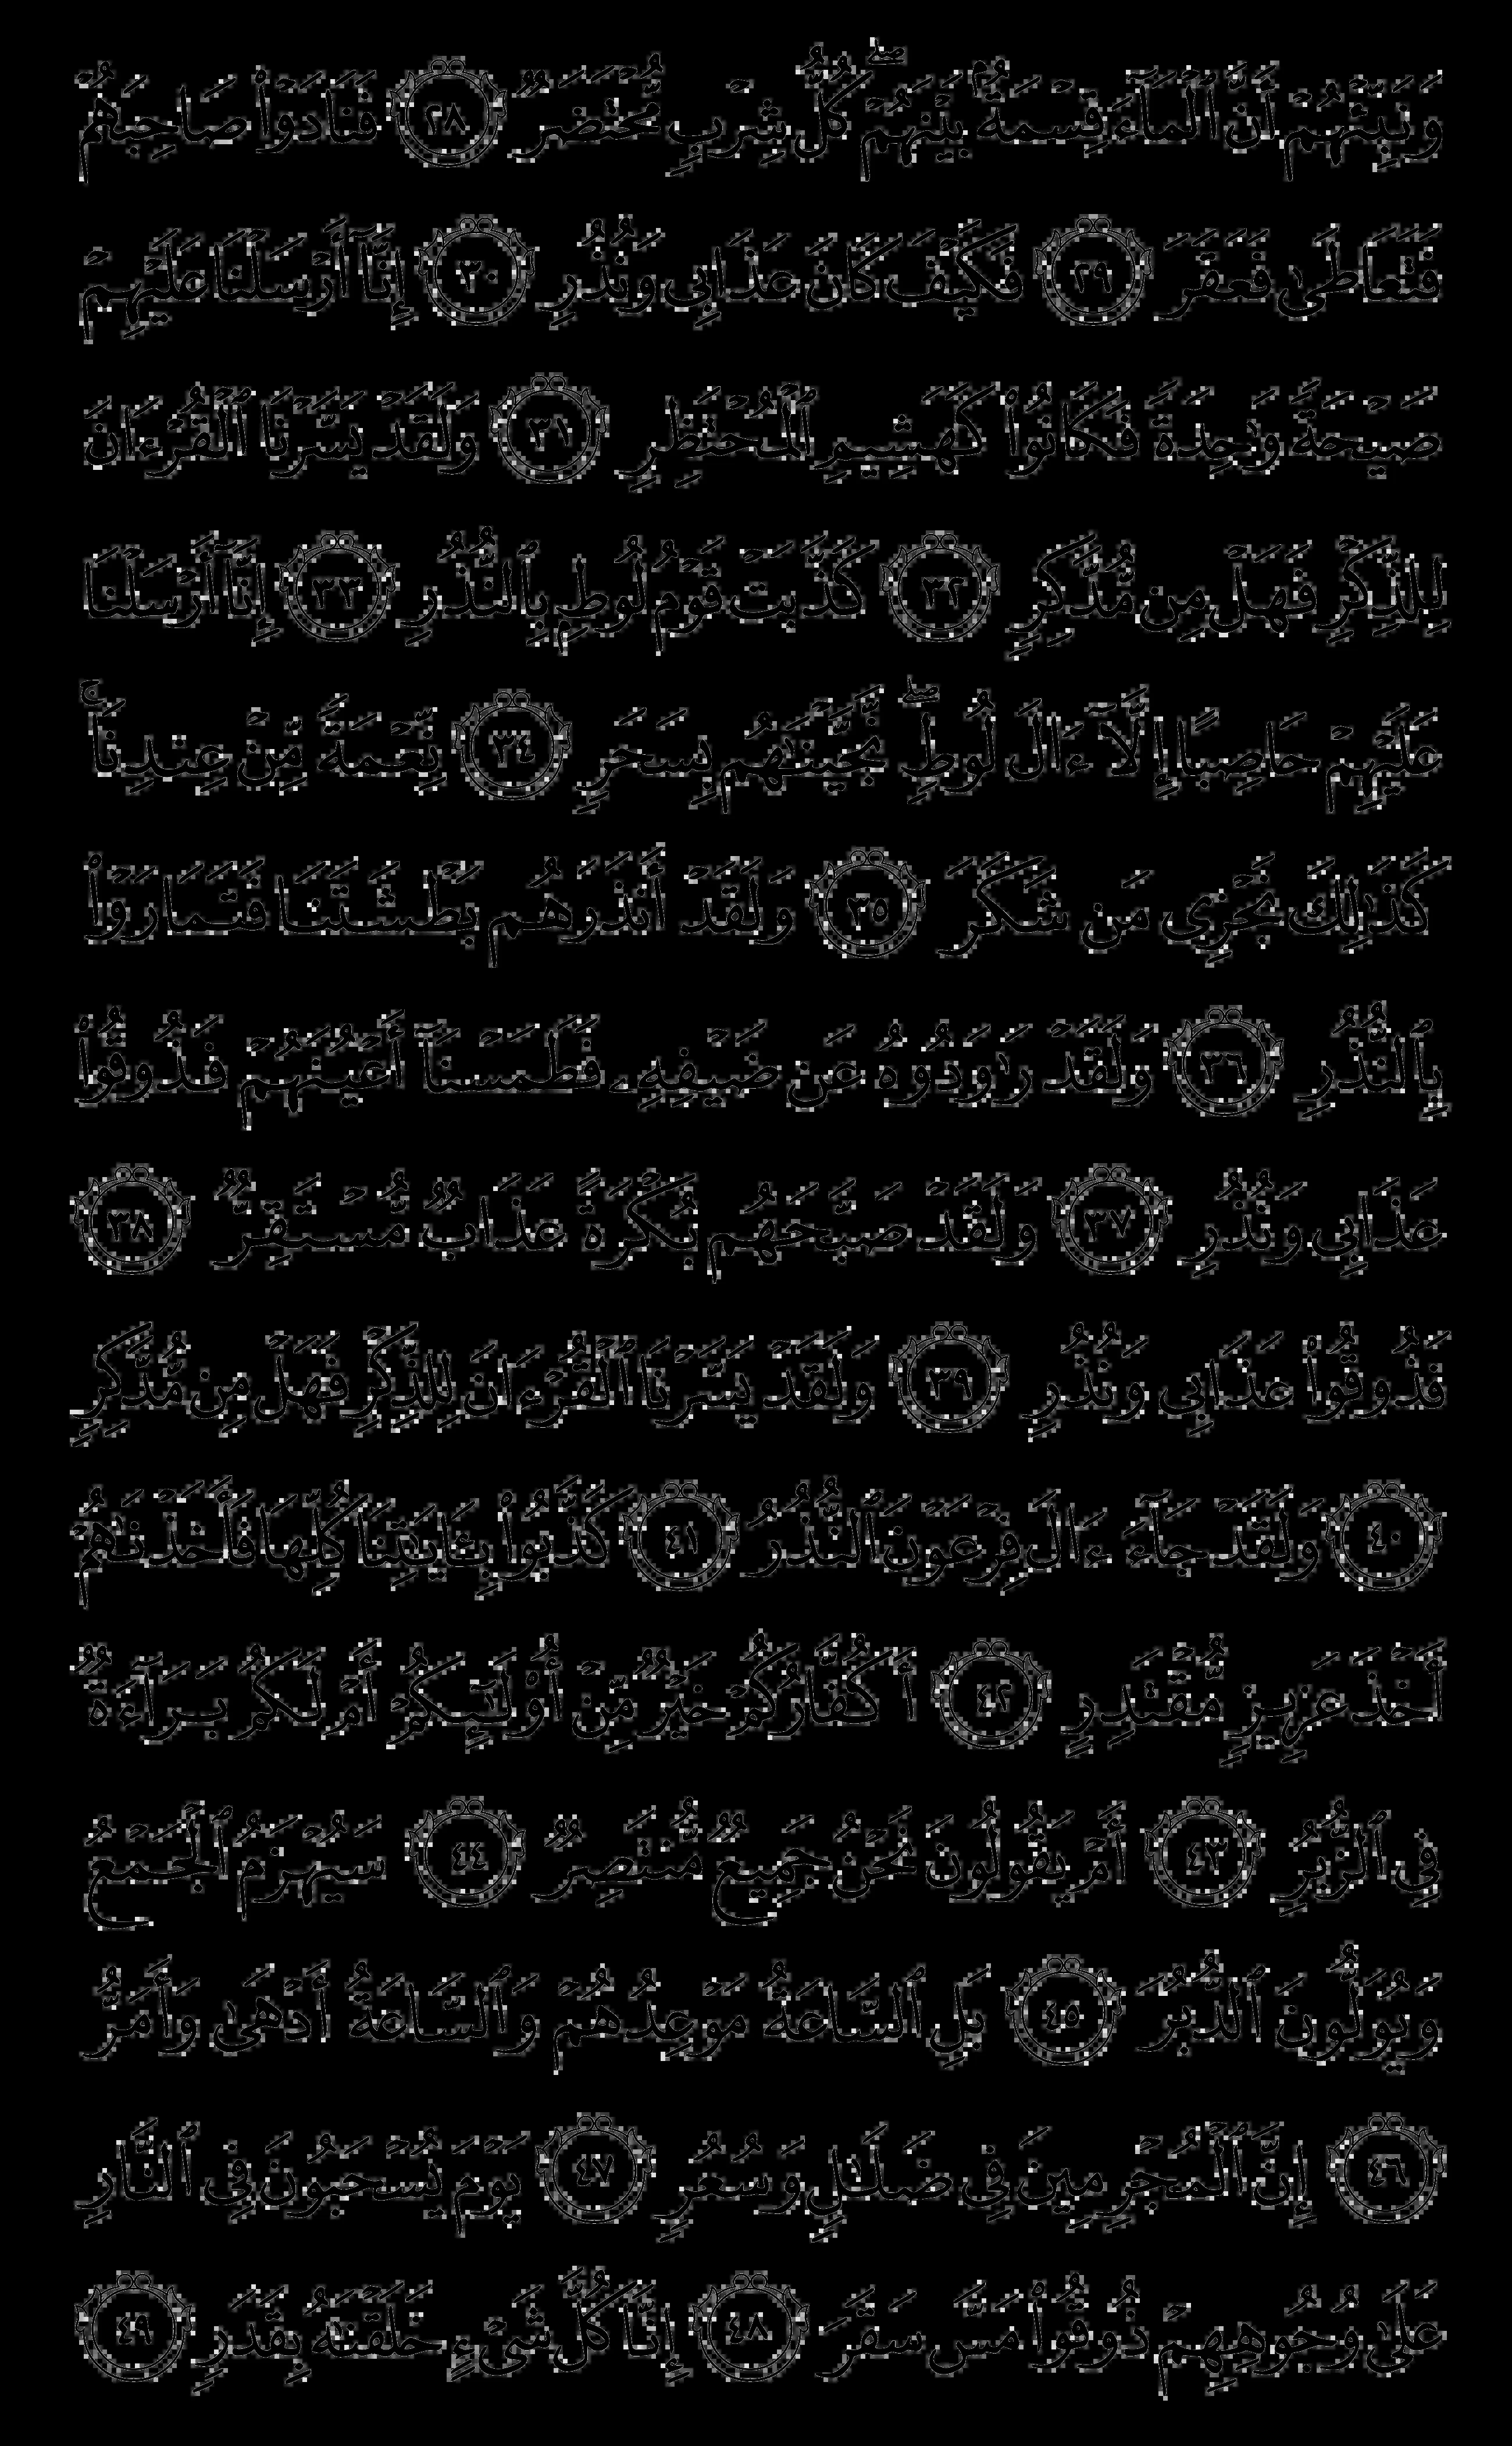 وَنَبِّئْهُمْ أَنَّ ٱلْمَآءَ قِسْمَةٌۢ بَيْنَهُمْ ۖ كُلُّ شِرْبٍ مُّحْتَضَرٌ ٢٨ فَنَادَوْا۟ صَاحِبَهُمْ
فَتَعَاطَىٰ فَعَقَرَ ٢٩ فَكَيْفَ كَانَ عَذَابِى وَنُذُرِ ٣٠ إِنَّآ أَرْسَلْنَا عَلَيْهِمْ
صَيْحَةً وَٰحِدَةً فَكَانُوا۟ كَهَشِيمِ ٱلْمُحْتَظِرِ ٣١ وَلَقَدْ يَسَّرْنَا ٱلْقُرْءَانَ
لِلذِّكْرِ فَهَلْ مِن مُّدَّكِرٍ ٣٢ كَذَّبَتْ قَوْمُ لُوطٍۭ بِٱلنُّذُرِ ٣٣ إِنَّآ أَرْسَلْنَا
عَلَيْهِمْ حَاصِبًا إِلَّآ ءَالَ لُوطٍ ۖ نَّجَّيْنَٰهُم بِسَحَرٍ ٣٤ نِّعْمَةً مِّنْ عِندِنَا ۚ
كَذَٰلِكَ نَجْزِى مَن شَكَرَ ٣٥ وَلَقَدْ أَنذَرَهُم بَطْشَتَنَا فَتَمَارَوْا۟
بِٱلنُّذُرِ ٣٦ وَلَقَدْ رَٰوَدُوهُ عَن ضَيْفِهِۦ فَطَمَسْنَآ أَعْيُنَهُمْ فَذُوقُوا۟
عَذَابِى وَنُذُرِ ٣٧ وَلَقَدْ صَبَّحَهُم بُكْرَةً عَذَابٌ مُّسْتَقِرٌّ ٣٨
فَذُوقُوا۟ عَذَابِى وَنُذُرِ ٣٩ وَلَقَدْ يَسَّرْنَا ٱلْقُرْءَانَ لِلذِّكْرِ فَهَلْ مِن مُّدَّكِرٍ
٤٠ وَلَقَدْ جَآءَ ءَالَ فِرْعَوْنَ ٱلنُّذُرُ ٤١ كَذَّبُوا۟ بِـَٔايَٰتِنَا كُلِّهَا فَأَخَذْنَٰهُمْ
أَخْذَ عَزِيزٍ مُّقْتَدِرٍ ٤٢ أَكُفَّارُكُمْ خَيْرٌ مِّنْ أُو۟لَٰٓئِكُمْ أَمْ لَكُم بَرَآءَةٌ
فِى ٱلزُّبُرِ ٤٣ أَمْ يَقُولُونَ نَحْنُ جَمِيعٌ مُّنتَصِرٌ ٤٤ سَيُهْزَمُ ٱلْجَمْعُ
وَيُوَلُّونَ ٱلدُّبُرَ ٤٥ بَلِ ٱلسَّاعَةُ مَوْعِدُهُمْ وَٱلسَّاعَةُ أَدْهَىٰ وَأَمَرُّ
٤٦ إِنَّ ٱلْمُجْرِمِينَ فِى ضَلَٰلٍ وَسُعُرٍ ٤٧ يَوْمَ يُسْحَبُونَ فِى ٱلنَّارِ
عَلَىٰ وُجُوهِهِمْ ذُوقُوا۟ مَسَّ سَقَرَ ٤٨ إِنَّا كُلَّ شَىْءٍ خَلَقْنَٰهُ بِقَدَرٍ ٤٩